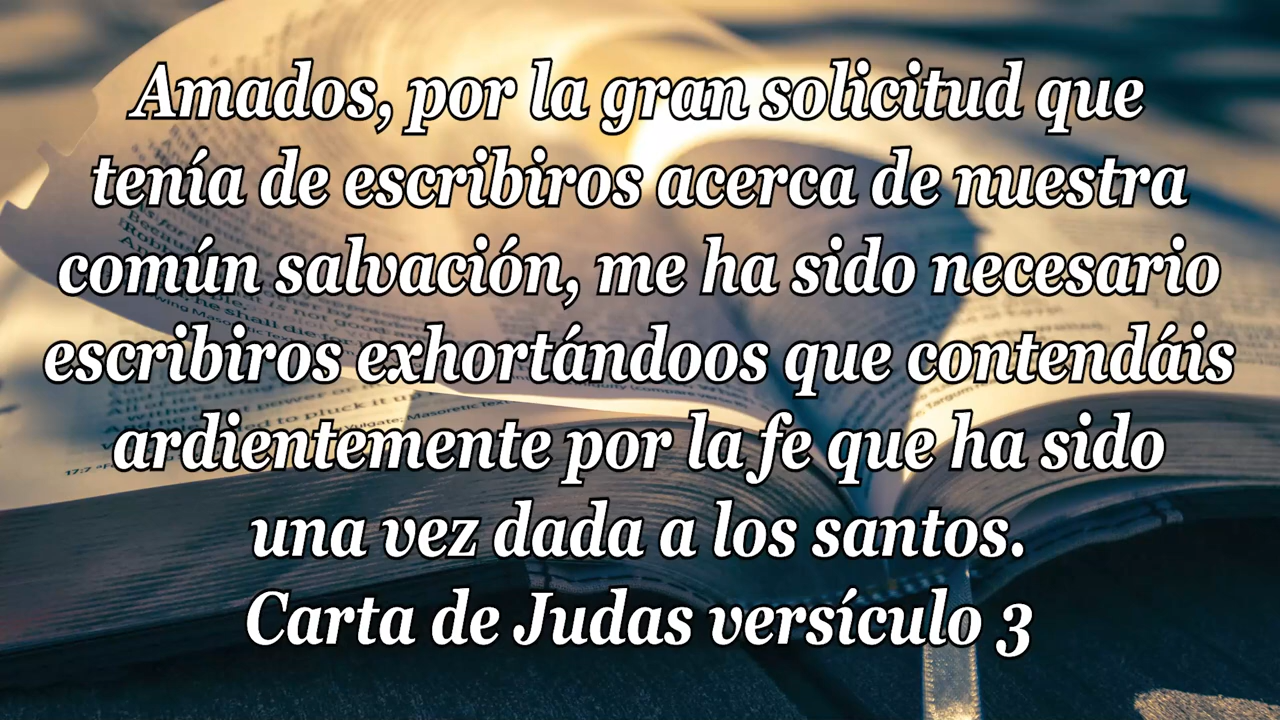 Amados, por la gran solicitud que
tenía de escribiros acerca de nuestra
común salvación, me ha sido necesario
escribiros exhortándoos que contendáis
ardientemente por la fe que ha sido
una vez dada a los santos.
Carta de Judas versículo 3